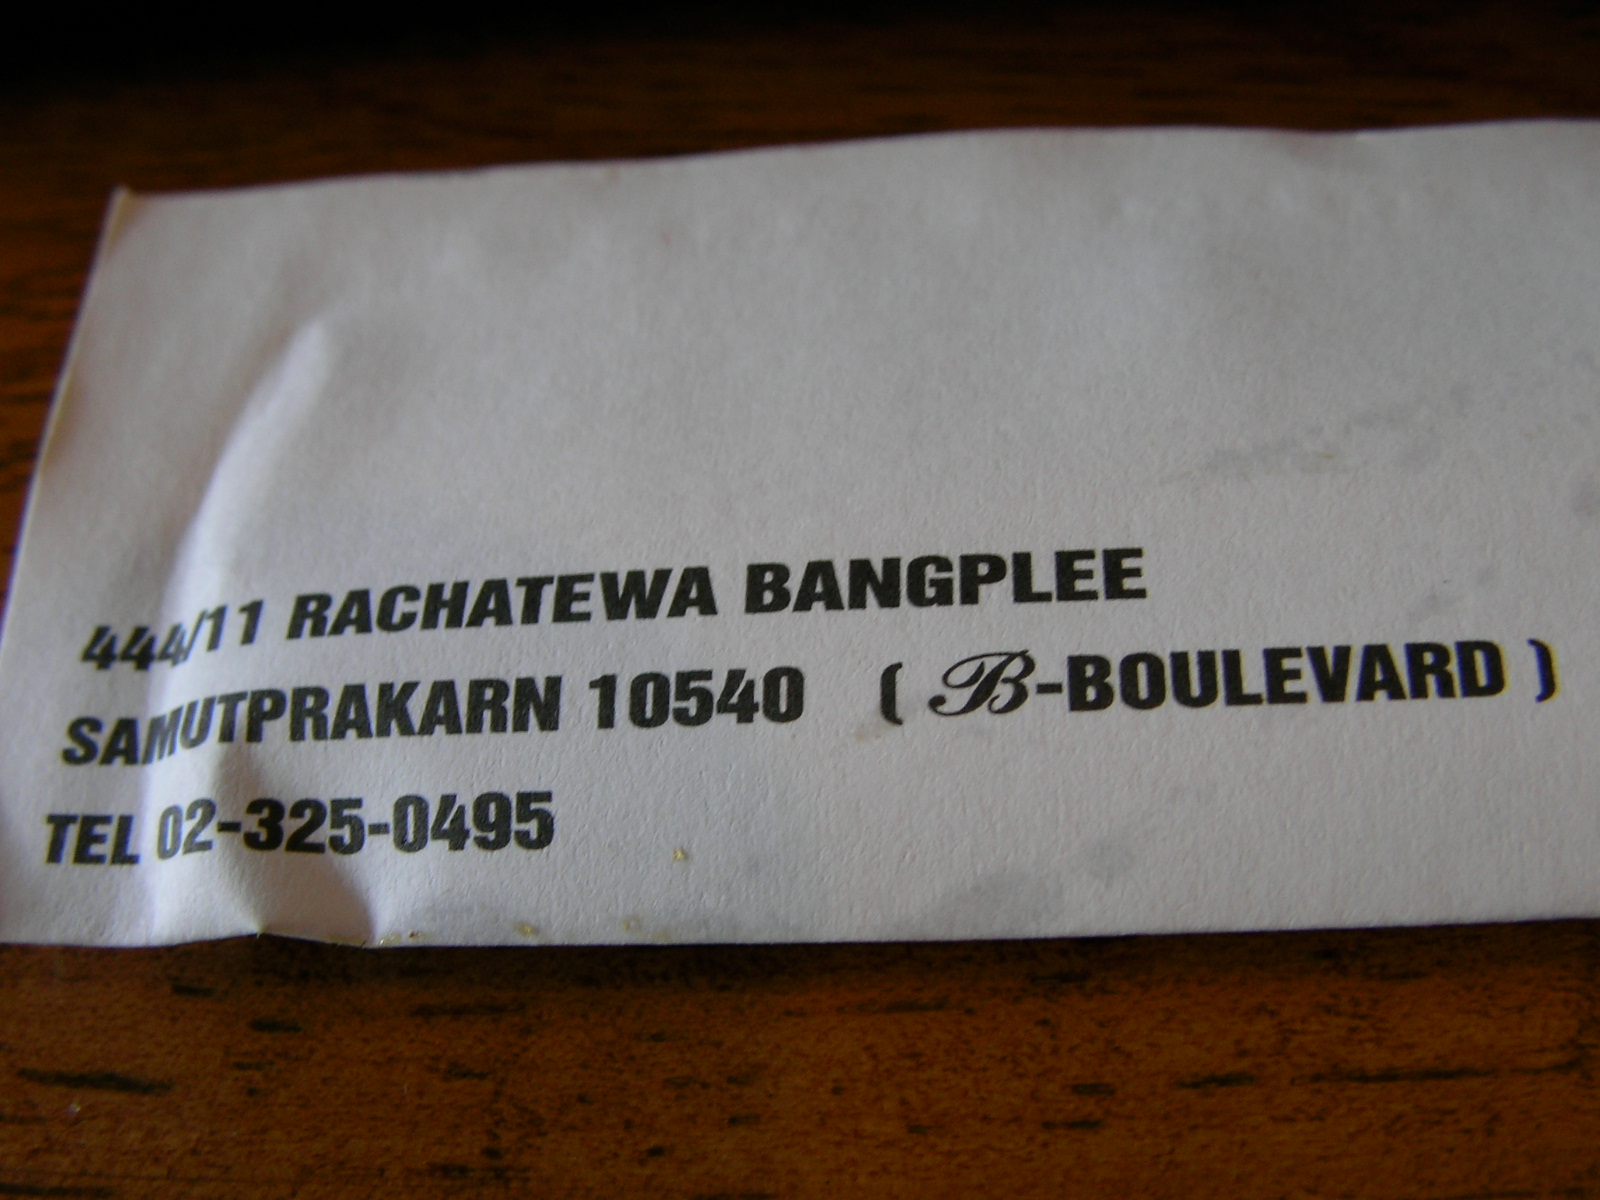 444/11 RACHATEWA BANGPLEE
SAMUTPRAKARN 10540 ( B-BOULEVARD )
TEL 02-325-0495